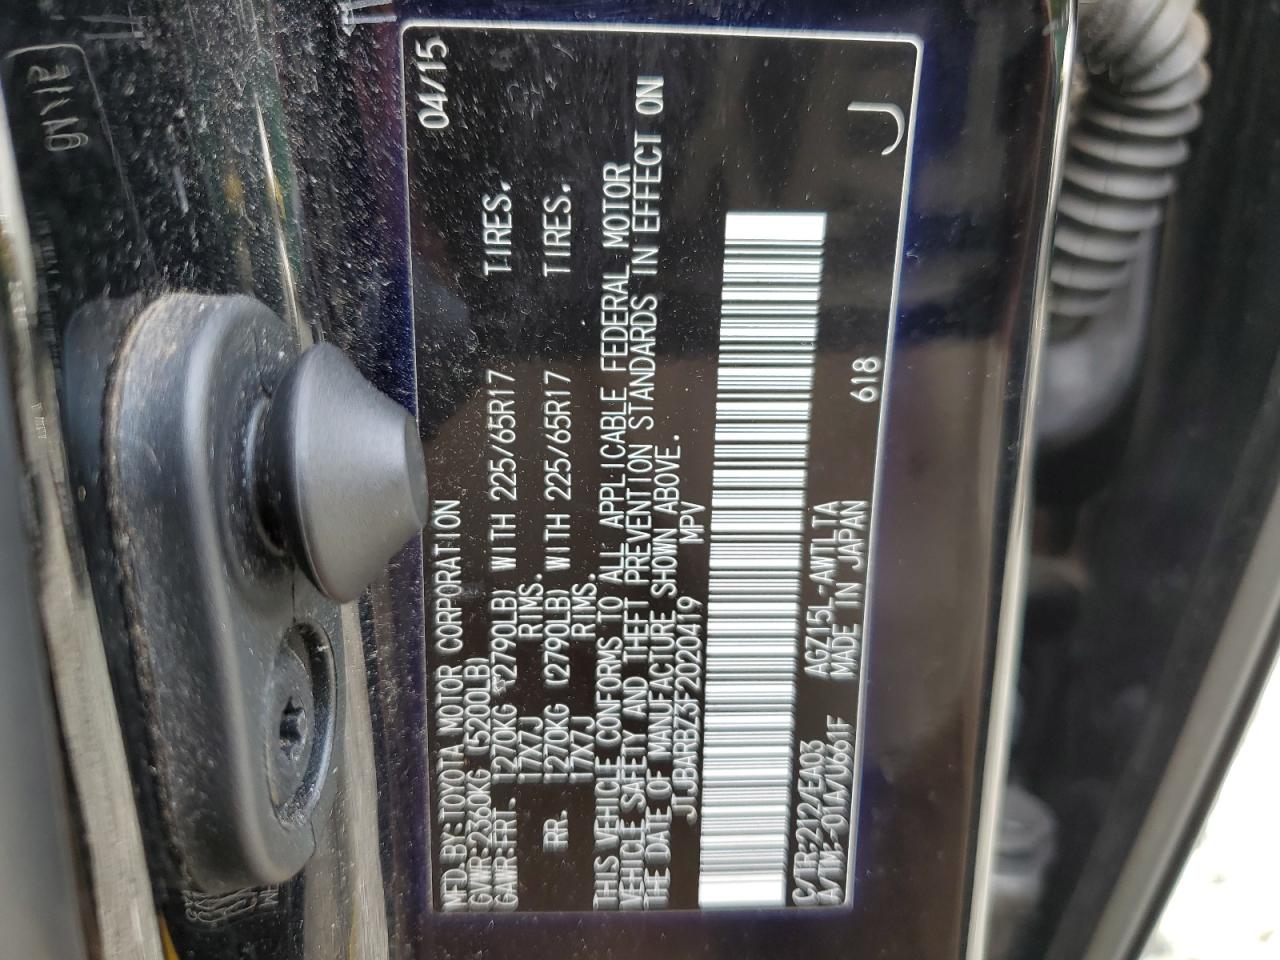 MFD.BY:TOYOTA MOTOR CORPORATION 04/15
GVWR:2360KG (5200LB)
GAWR:FRT. 1270KG (2790LB) WITH 225/65R17 TIRES.
17X7J RIMS.
RR. 1270KG (2790LB) WITH 225/65R17 TIRES.
17X7J RIMS.
THIS VEHICLE CONFORMS TO ALL APPLICABLE FEDERAL MOTOR
VEHICLE SAFETY AND THEFT PREVENTION STANDARDS IN EFFECT ON
THE DATE OF MANUFACTURE SHOWN ABOVE.
JTJBARBZ3F2020419 MPV
C/TR:212/EA03 AGZ15L-AWTLTA
A/TM:-01A/U661F MADE IN JAPAN 618 J